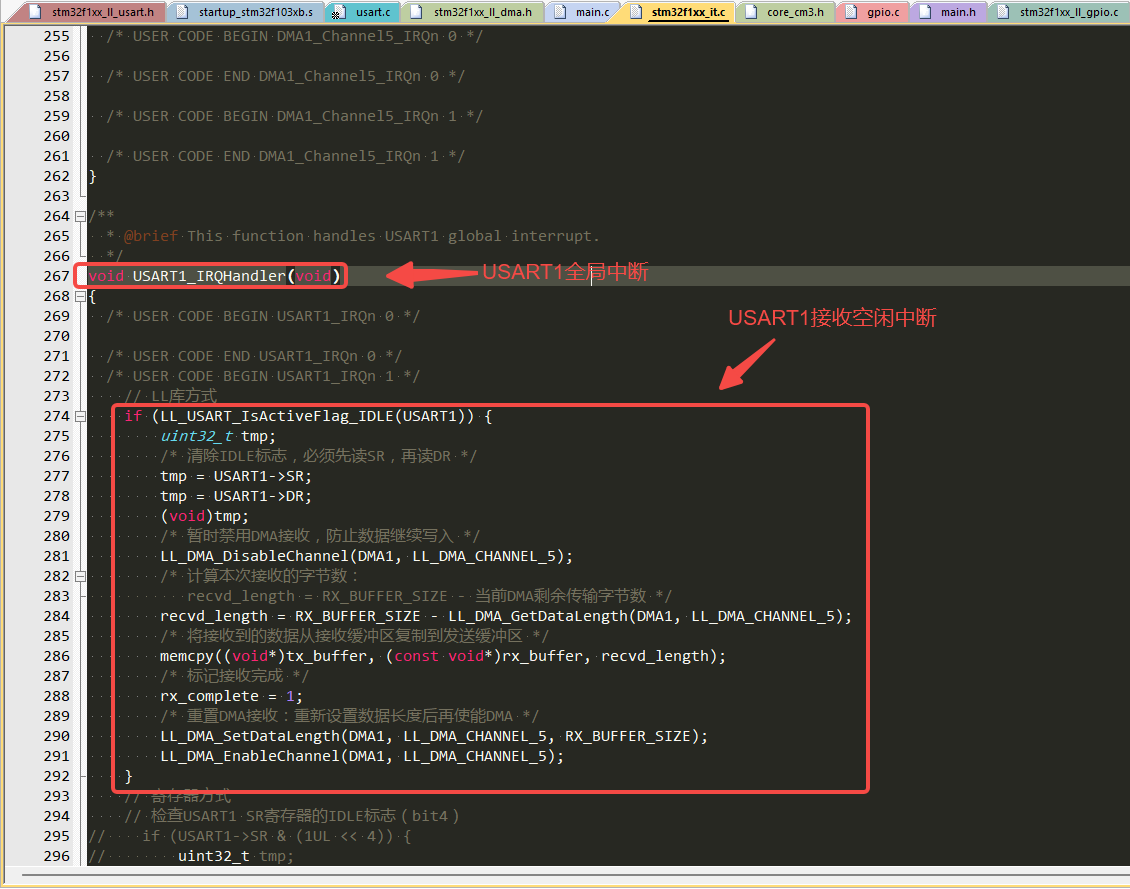 stm32f1xx_ll_usart.h startup_stm32f103xb.s usart.c stm32f1xx_ll_dma.h main.c stm32f1xx_it.c core_cm3.h gpio.c main.h stm32f1xx_ll_gpio.c
255 /* USER CODE BEGIN DMA1_Channel5_IRQn 0 */
256
257 /* USER CODE END DMA1_Channel5_IRQn 0 */
258
259 /* USER CODE BEGIN DMA1_Channel5_IRQn 1 */
260
261 /* USER CODE END DMA1_Channel5_IRQn 1 */
262 }
263
264 /**
265 * @brief This function handles USART1 global interrupt.
266 */
267 void USART1_IRQHandler(void) USART1全局中断
268 {
269 /* USER CODE BEGIN USART1_IRQn 0 */
USART1接收空闲中断
270
271 /* USER CODE END USART1_IRQn 0 */
272 /* USER CODE BEGIN USART1_IRQn 1 */
273 // LL库方式
274 if (LL_USART_IsActiveFlag_IDLE(USART1)) {
275 uint32_t tmp;
276 /* 清除IDLE标志，必须先读SR，再读DR */
277 tmp = USART1->SR;
278 tmp = USART1->DR;
279 (void)tmp;
280 /* 暂时禁用DMA接收，防止数据继续写入 */
281 LL_DMA_DisableChannel(DMA1, LL_DMA_CHANNEL_5);
282 /* 计算本次接收的字节数：
283 recvd_length = RX_BUFFER_SIZE - 当前DMA剩余传输字节数 */
284 recvd_length = RX_BUFFER_SIZE - LL_DMA_GetDataLength(DMA1, LL_DMA_CHANNEL_5);
285 /* 将接收到的数据从接收缓冲区复制到发送缓冲区 */
286 memcpy((void*)tx_buffer, (const void*)rx_buffer, recvd_length);
287 /* 标记接收完成 */
288 rx_complete = 1;
289 /* 重置DMA接收：重新设置数据长度后再使能DMA */
290 LL_DMA_SetDataLength(DMA1, LL_DMA_CHANNEL_5, RX_BUFFER_SIZE);
291 LL_DMA_EnableChannel(DMA1, LL_DMA_CHANNEL_5);
292 }
293 // 寄存器方式
294 // 检查USART1 SR寄存器的IDLE标志（bit4）
295 // if (USART1->SR & (1UL << 4)) {
296 // uint32_t tmp;